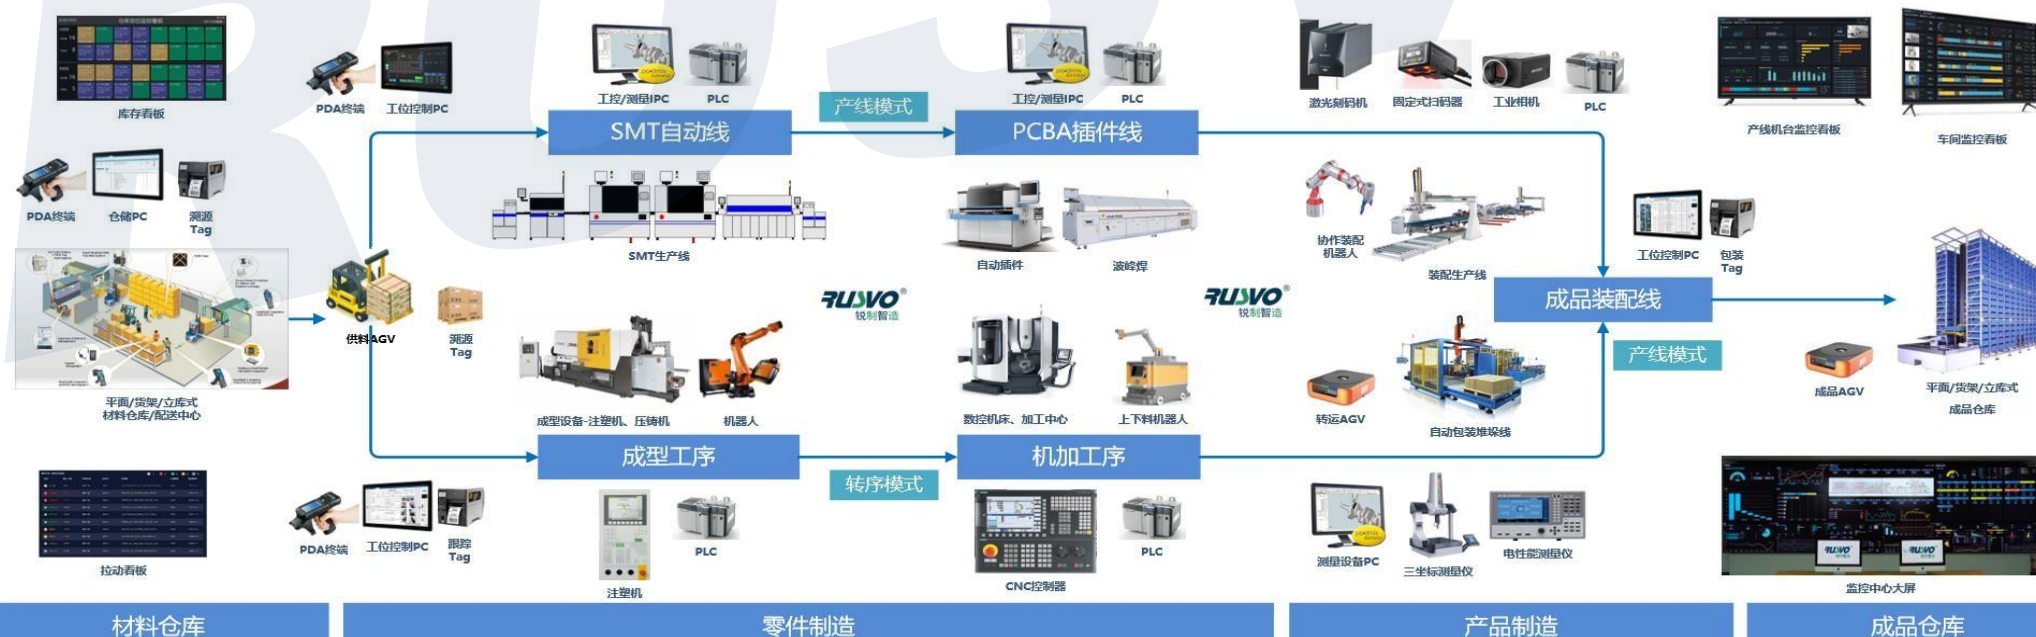 库存看板
PDA终端
工位控制PC
工控/测量IPC
PLC
产线模式
工控/测量IPC
PLC
激光刻码机
固定式扫码器
工业相机
PLC
产线机台监控看板
车间监控看板
SMT自动线
PCBA插件线
PDA终端
仓储PC
溯源
Tag
SMT生产线
自动插件
波峰焊
协作装配
机器人
装配生产线
工位控制PC
包装
Tag
供料AGV
溯源
Tag
RUSVO®
锐制智造
RUSVO®
锐制智造
成品装配线
产线模式
平面/货架/立库式
材料仓库/配送中心
成型设备-注塑机、压铸机
机器人
数控机床、加工中心
上下料机器人
转运AGV
自动包装堆垛线
成品AGV
平面/货架/立库式
成品仓库
成型工序
转序模式
机加工序
拉动看板
PDA终端
工位控制PC
跟踪
Tag
注塑机
PLC
CNC控制器
PLC
测量设备PC
三坐标测量仪
电性能测量仪
监控中心大屏
材料仓库
零件制造
产品制造
成品仓库